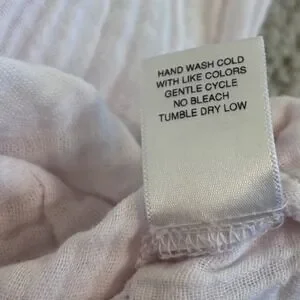 HAND WASH COLD
WITH LIKE COLORS
GENTLE CYCLE
NO BLEACH
TUMBLE DRY LOW